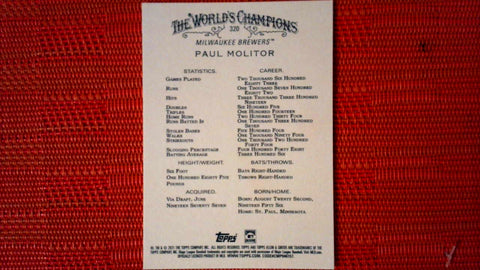 THE WORLD'S CHAMPIONS
320
MILWAUKEE BREWERS™
PAUL MOLITOR
STATISTICS. CAREER.
GAMES PLAYED TWO THOUSAND SIX HUNDRED
EIGHTY THREE
RUNS ONE THOUSAND SEVEN HUNDRED
EIGHTY TWO
HITS THREE THOUSAND THREE HUNDRED
NINETEEN
DOUBLES SIX HUNDRED FIVE
TRIPLES ONE HUNDRED FOURTEEN
HOME RUNS TWO HUNDRED THIRTY FOUR
RUNS BATTED IN ONE THOUSAND THREE HUNDRED
SEVEN
STOLEN BASES FIVE HUNDRED FOUR
WALKS ONE THOUSAND NINETY FOUR
STRIKEOUTS ONE THOUSAND TWO HUNDRED
FORTY FOUR
SLUGGING PERCENTAGE FOUR HUNDRED FORTY EIGHT
BATTING AVERAGE THREE HUNDRED SIX
HEIGHT/WEIGHT. BATS/THROWS.
SIX FOOT BATS RIGHT-HANDED
ONE HUNDRED EIGHTY FIVE THROWS RIGHT-HANDED
POUNDS
ACQUIRED. BORN/HOME.
VIA DRAFT, JUNE BORN: AUGUST TWENTY SECOND,
NINETEEN SEVENTY SEVEN NINETEEN FIFTY SIX
HOME: ST. PAUL, MINNESOTA
Topps